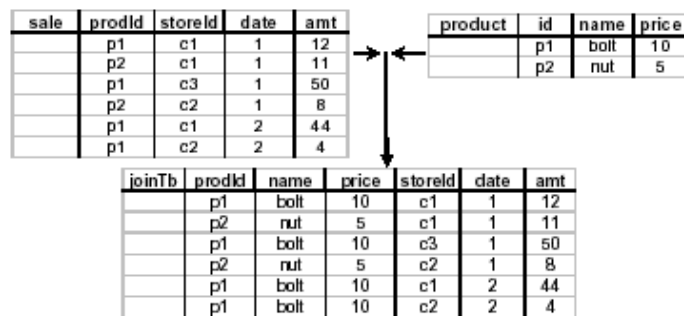 sale prodId storeId date amt
p1 c1 1 12
p2 c1 1 11
p1 c3 1 50
p2 c2 1 8
p1 c1 2 44
p1 c2 2 4
product id name price
p1 bolt 10
p2 nut 5
joinTb prodId name price storeId date amt
p1 bolt 10 c1 1 12
p2 nut 5 c1 1 11
p1 bolt 10 c3 1 50
p2 nut 5 c2 1 8
p1 bolt 10 c1 2 44
p1 bolt 10 c2 2 4